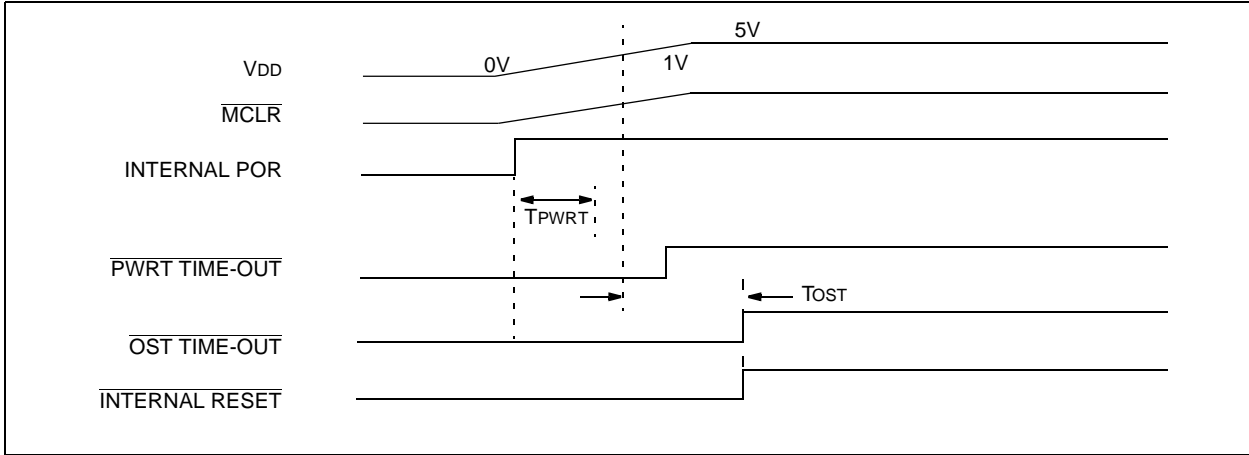 5V
VDD
0V
1V
MCLR
INTERNAL POR
TPWRT
PWRT TIME-OUT
TOST
OST TIME-OUT
INTERNAL RESET